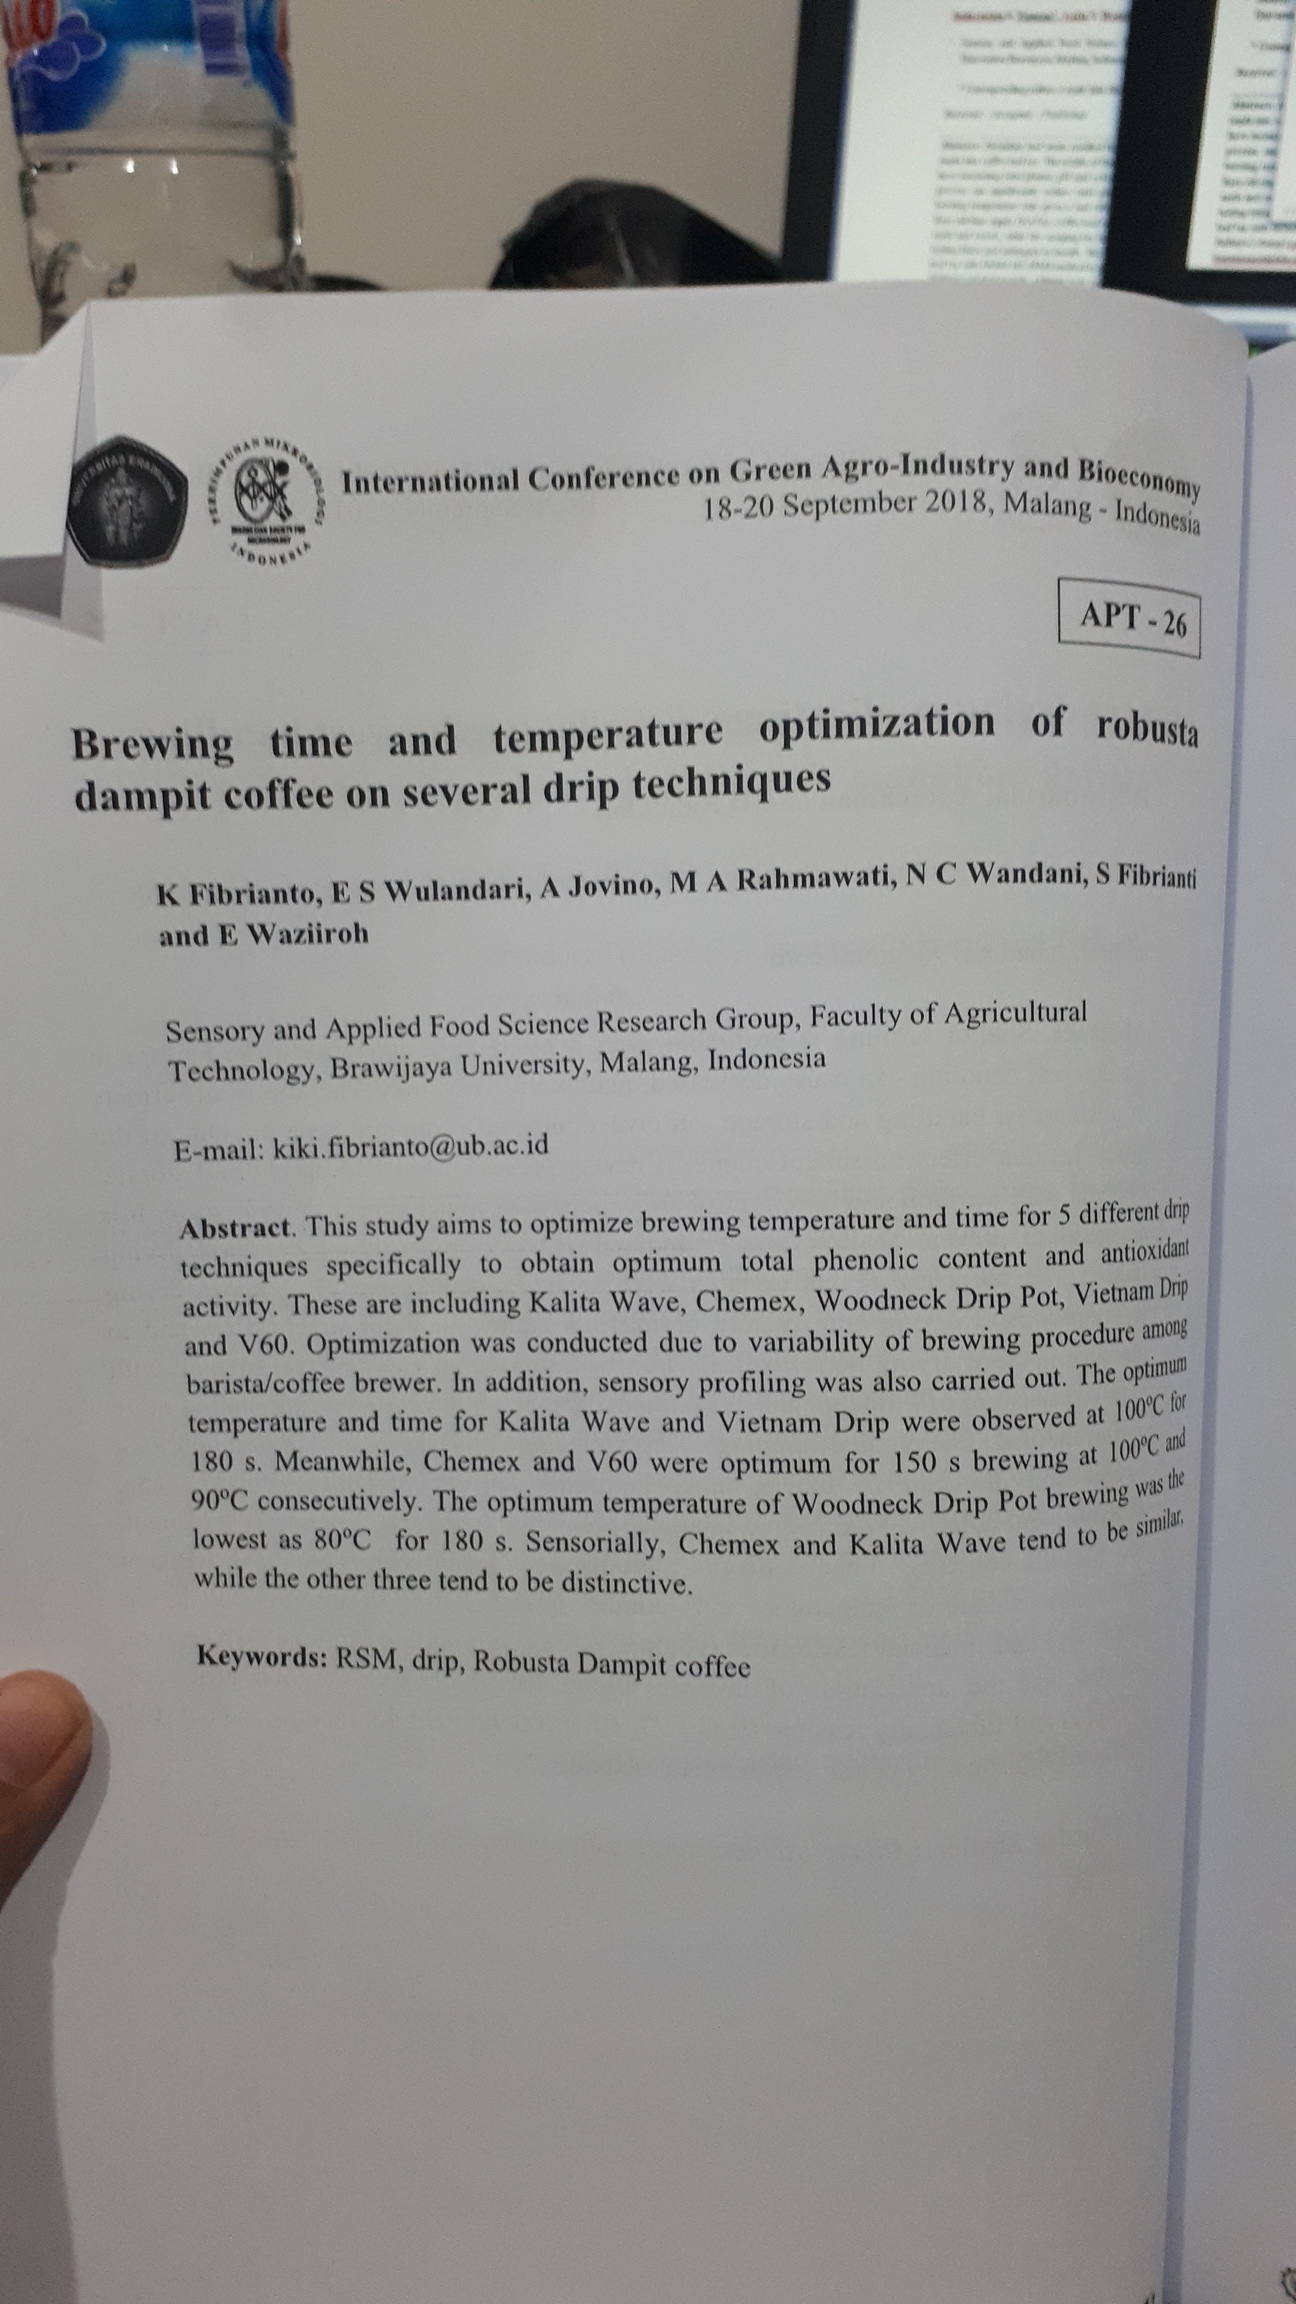 UNIVERSITAS BRAWIJAYA
PERHIMPUNAN MIKROBIOLOGI
INDONESIA
International Conference on Green Agro-Industry and Bioeconomy
18-20 September 2018, Malang - Indonesia
APT - 26
Brewing time and temperature optimization of robusta
dampit coffee on several drip techniques
K Fibrianto, E S Wulandari, A Jovino, M A Rahmawati, N C Wandani, S Fibrianti
and E Waziiroh
Sensory and Applied Food Science Research Group, Faculty of Agricultural
Technology, Brawijaya University, Malang, Indonesia
E-mail: kiki.fibrianto@ub.ac.id
Abstract. This study aims to optimize brewing temperature and time for 5 different drip
techniques specifically to obtain optimum total phenolic content and antioxidant
activity. These are including Kalita Wave, Chemex, Woodneck Drip Pot, Vietnam Drip
and V60. Optimization was conducted due to variability of brewing procedure among
barista/coffee brewer. In addition, sensory profiling was also carried out. The optimum
temperature and time for Kalita Wave and Vietnam Drip were observed at 100ºC for
180 s. Meanwhile, Chemex and V60 were optimum for 150 s brewing at 100ºC and
90ºC consecutively. The optimum temperature of Woodneck Drip Pot brewing was the
lowest as 80ºC for 180 s. Sensorially, Chemex and Kalita Wave tend to be similar,
while the other three tend to be distinctive.
Keywords: RSM, drip, Robusta Dampit coffee